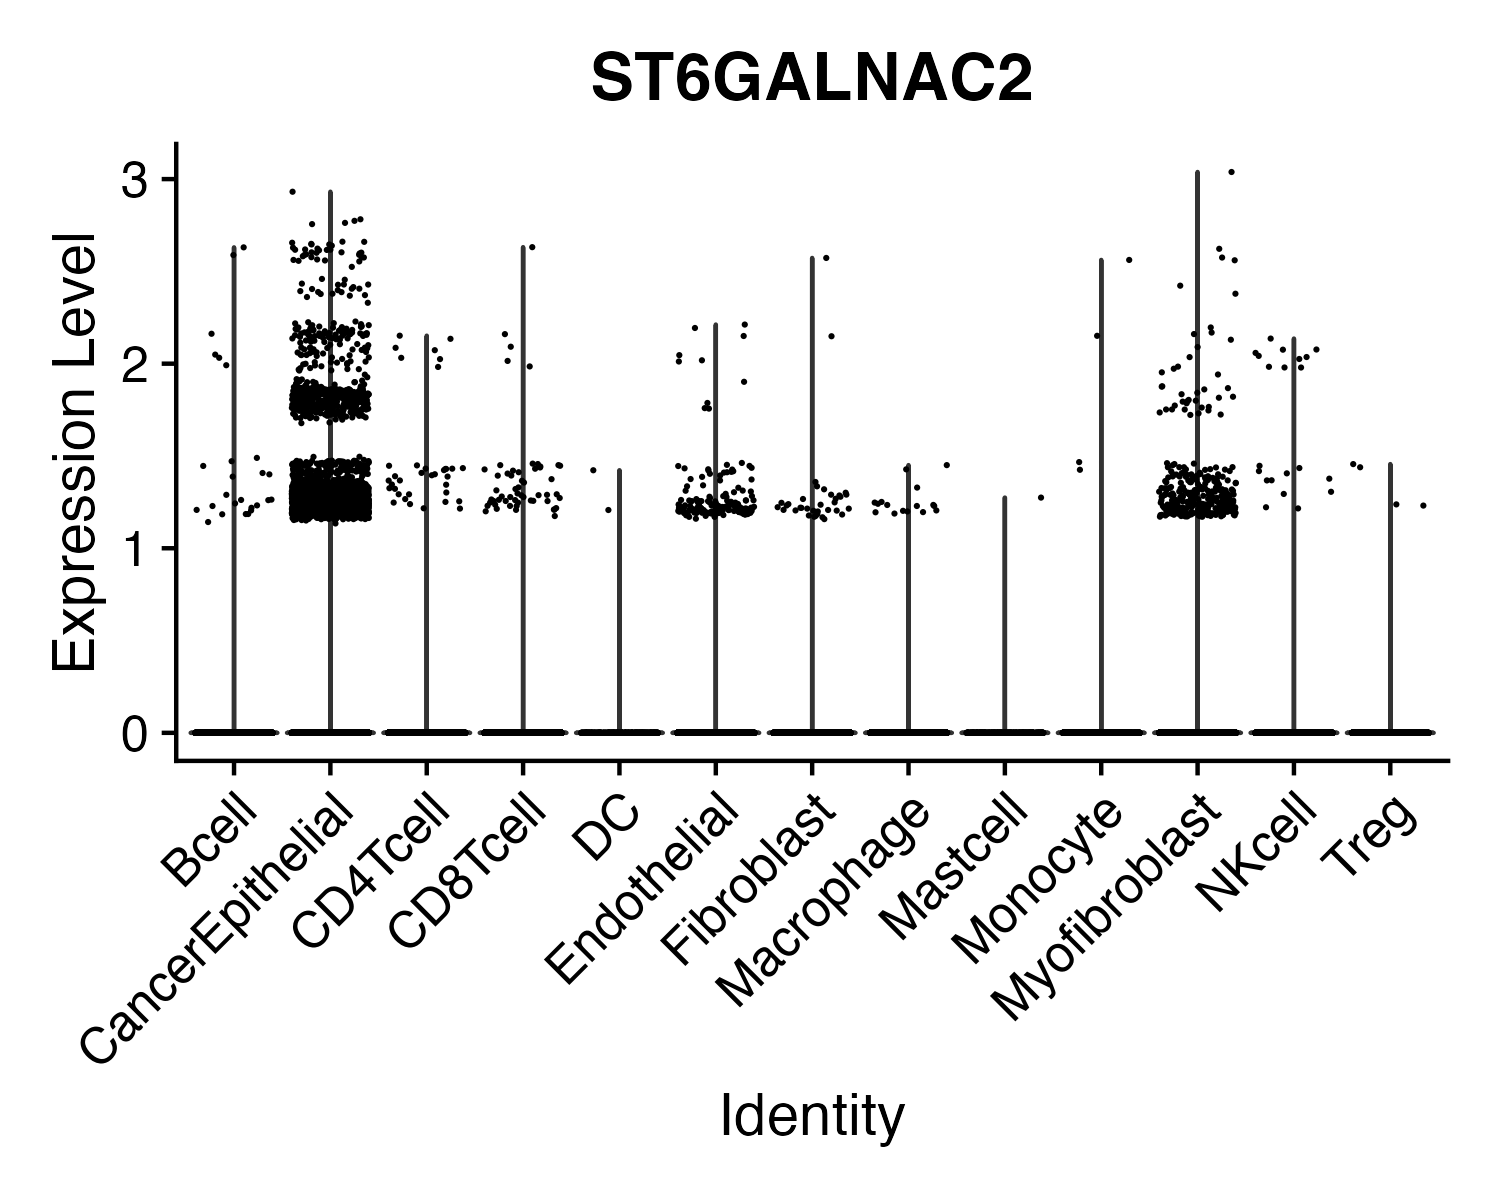 ST6GALNAC2
Expression Level
3
2
1
0
Bcell
CancerEpithelial
CD4Tcell
CD8Tcell
DC
Endothelial
Fibroblast
Macrophage
Mastcell
Monocyte
Myofibroblast
NKcell
Treg
Identity